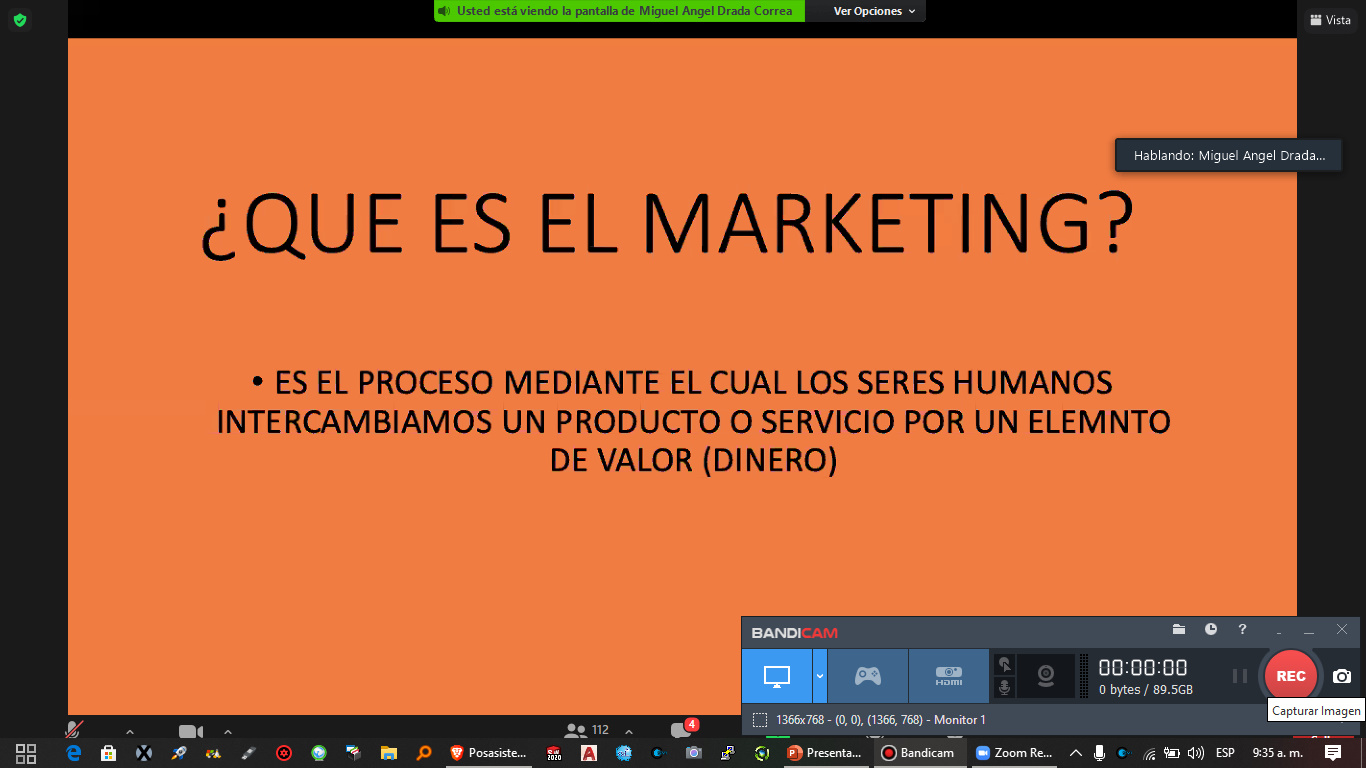 Usted está viendo la pantalla de Miguel Angel Drada Correa
Ver Opciones
Vista
Hablando: Miguel Angel Drada...
¿QUE ES EL MARKETING?
• ES EL PROCESO MEDIANTE EL CUAL LOS SERES HUMANOS
INTERCAMBIAMOS UN PRODUCTO O SERVICIO POR UN ELEMNTO
DE VALOR (DINERO)
BANDICAM
?
HDMI
00:00:00
0 bytes / 89.5GB
REC
Capturar Imagen
1366x768 - (0, 0), (1366, 768) - Monitor 1
112
4
Posasiste...
2020
Presenta...
Bandicam
Zoom Re...
ESP
9:35 a. m.